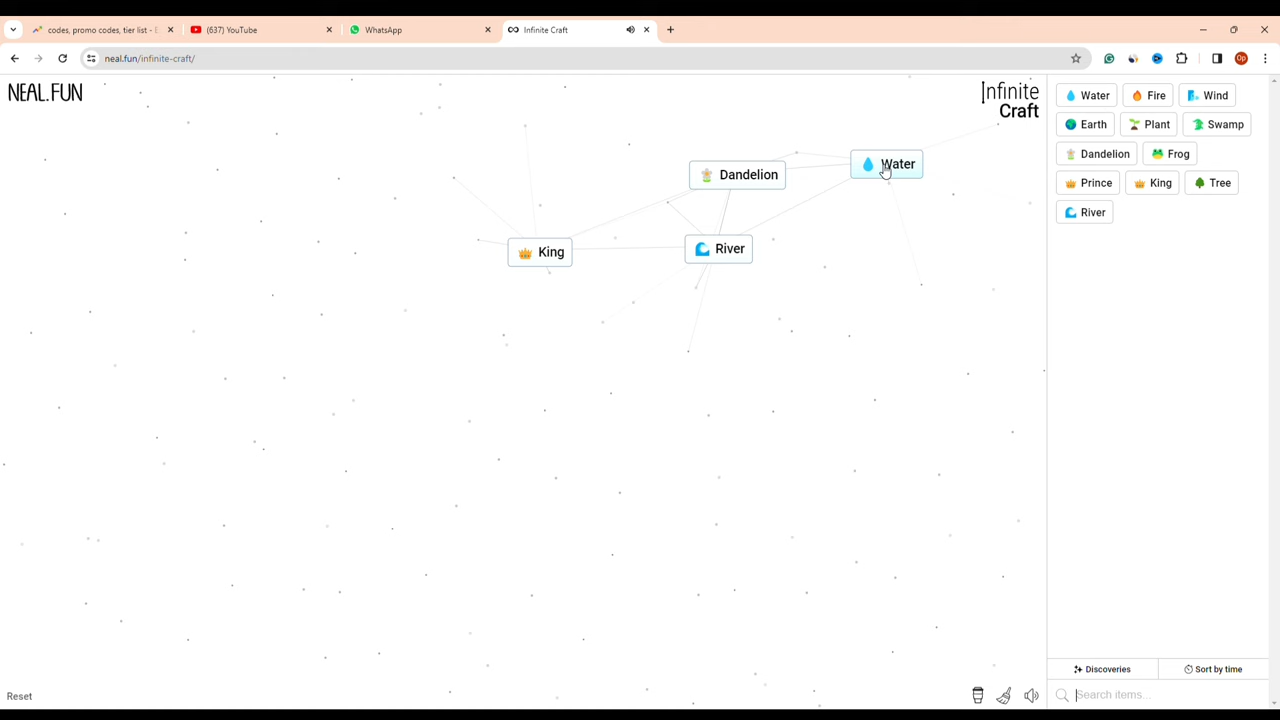 codes, promo codes, tier list - E
(637) YouTube
WhatsApp
Infinite Craft
neal.fun/infinite-craft/
Op
NEAL.FUN
Infinite
Craft
Water Fire Wind
Earth Plant Swamp
Dandelion Frog
Prince King Tree
River
Water
Dandelion
River
King
Discoveries Sort by time
Search items...
Reset